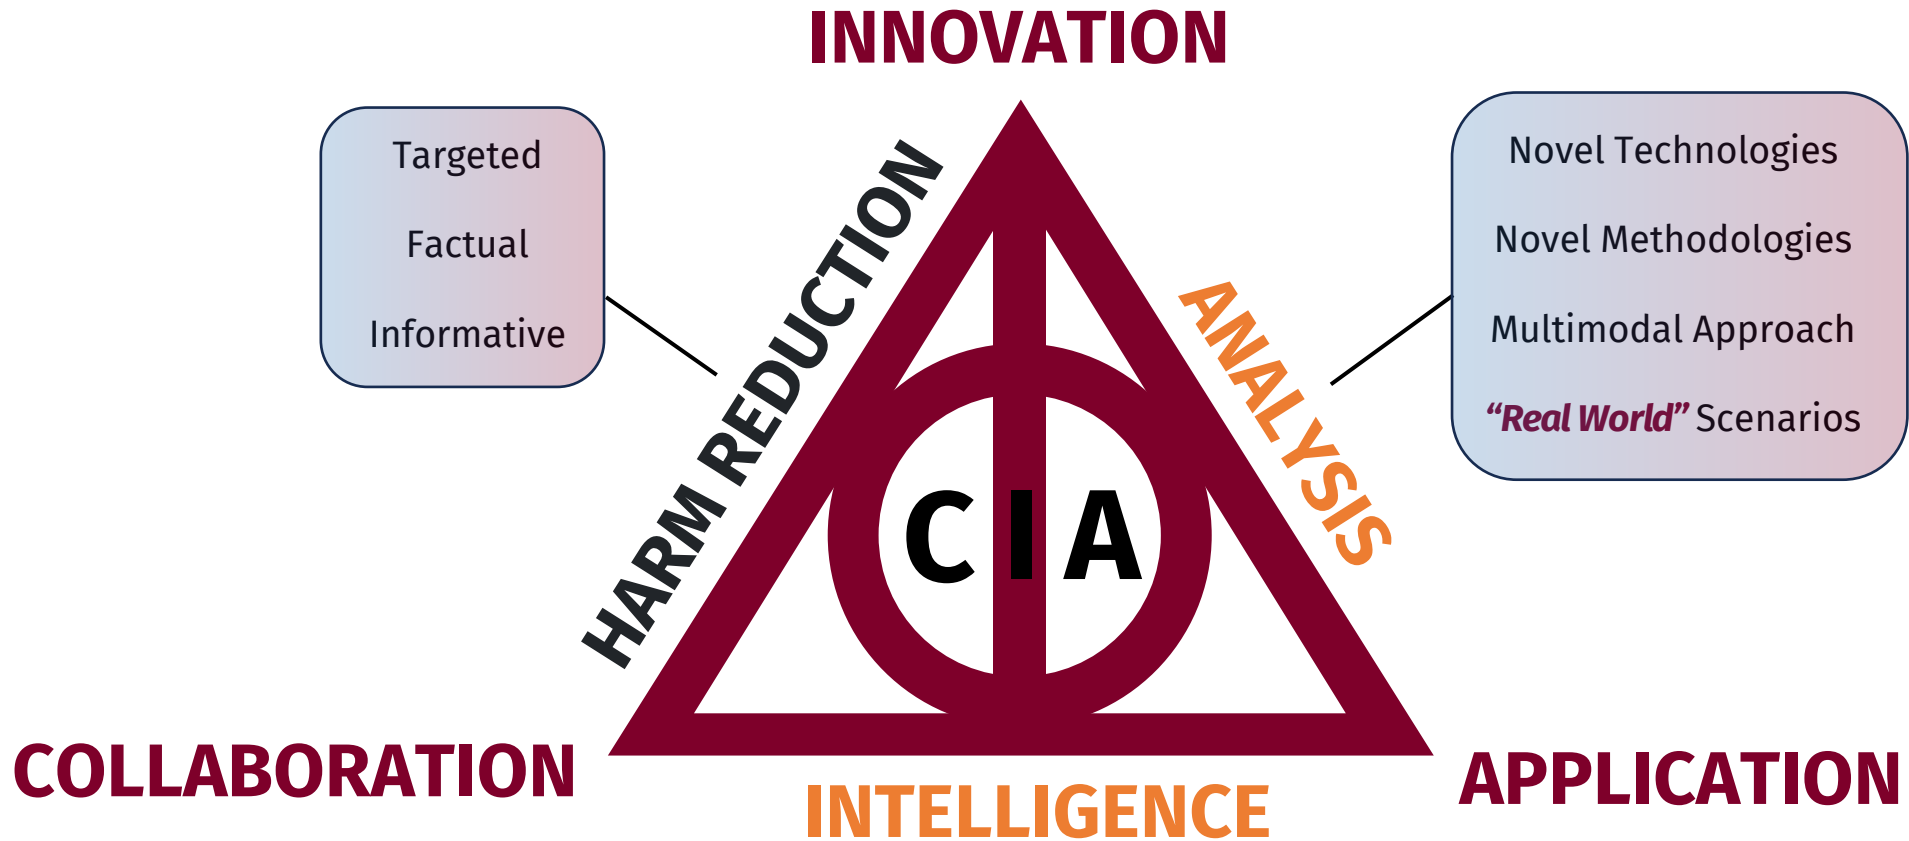 INNOVATION
Targeted
Factual
Informative
HARM REDUCTION
ANALYSIS
Novel Technologies
Novel Methodologies
Multimodal Approach
“Real World” Scenarios
C I A
COLLABORATION
INTELLIGENCE
APPLICATION